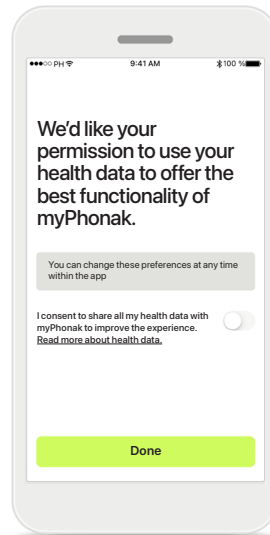 PH 9:41 AM 100 %
We’d like your
permission to use your
health data to offer the
best functionality of
myPhonak.
You can change these preferences at any time
within the app
I consent to share all my health data with
myPhonak to improve the experience.
Read more about health data.
Done